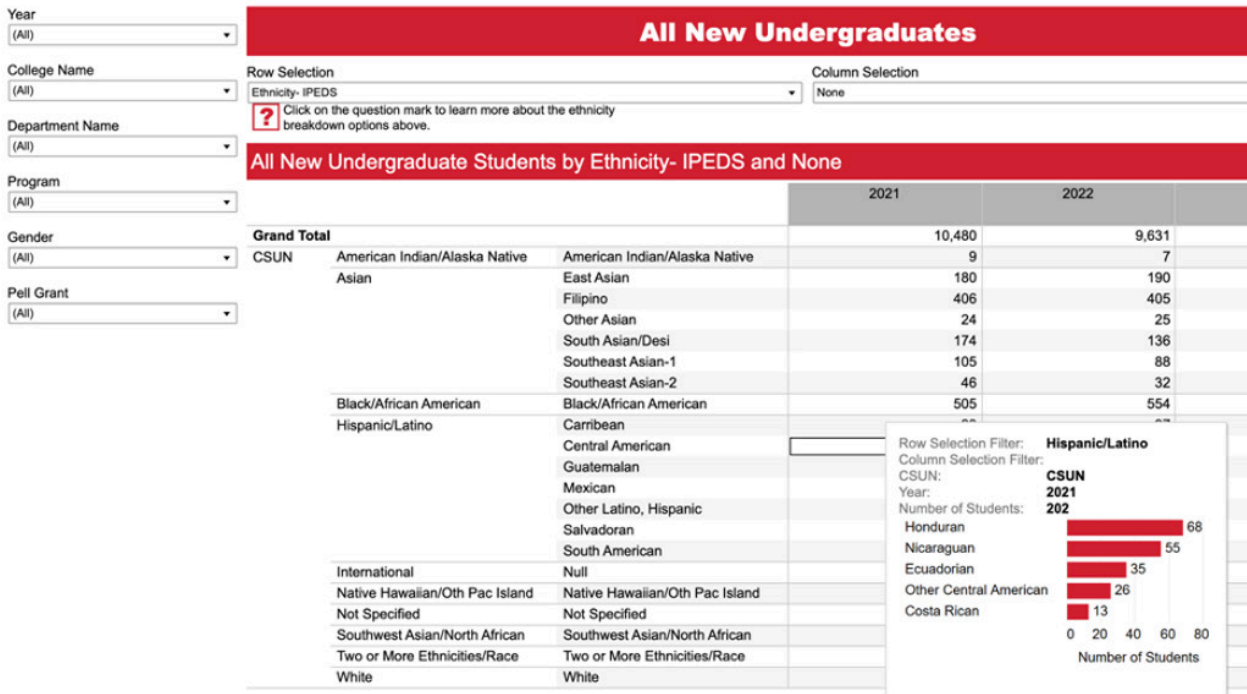 Year
(All)
College Name
(All)
Department Name
(All)
Program
(All)
Gender
(All)
Pell Grant
(All)
All New Undergraduates
Row Selection
Ethnicity- IPEDS
Column Selection
None
? Click on the question mark to learn more about the ethnicity
breakdown options above.
All New Undergraduate Students by Ethnicity- IPEDS and None
2021 2022
Grand Total 10,480 9,631
CSUN American Indian/Alaska Native American Indian/Alaska Native 9 7
Asian East Asian 180 190
Filipino 406 405
Other Asian 24 25
South Asian/Desi 174 136
Southeast Asian-1 105 88
Southeast Asian-2 46 32
Black/African American Black/African American 505 554
Hispanic/Latino Carribean
Central American
Guatemalan
Mexican
Other Latino, Hispanic
Salvadoran
South American
International Null
Native Hawaiian/Oth Pac Island Native Hawaiian/Oth Pac Island
Not Specified Not Specified
Southwest Asian/North African Southwest Asian/North African
Two or More Ethnicities/Race Two or More Ethnicities/Race
White White
Row Selection Filter: Hispanic/Latino
Column Selection Filter:
CSUN: CSUN
Year: 2021
Number of Students: 202
Honduran 68
Nicaraguan 55
Ecuadorian 35
Other Central American 26
Costa Rican 13
0 20 40 60 80
Number of Students